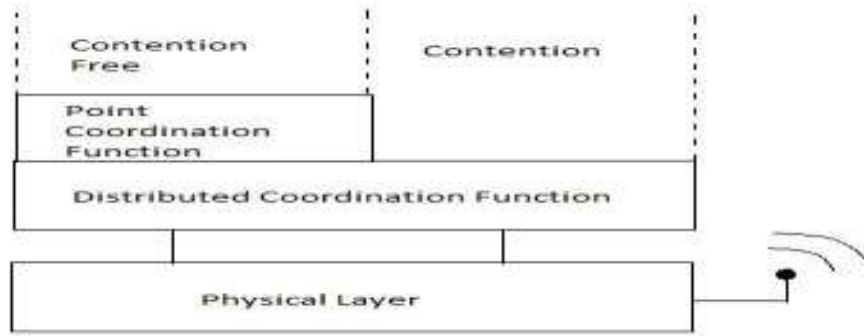 Contention
Free
Contention
Point
Coordination
Function
Distributed Coordination Function
Physical Layer